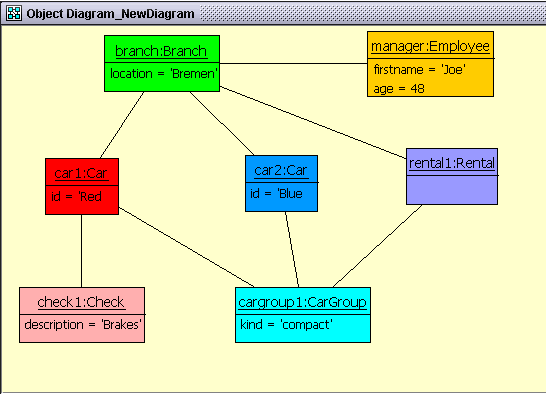 Object Diagram_NewDiagram
branch:Branch
location = 'Bremen'
manager:Employee
firstname = 'Joe'
age = 48
car1:Car
id = 'Red
car2:Car
id = 'Blue
rental1:Rental
check1:Check
description = 'Brakes'
cargroup1:CarGroup
kind = 'compact'